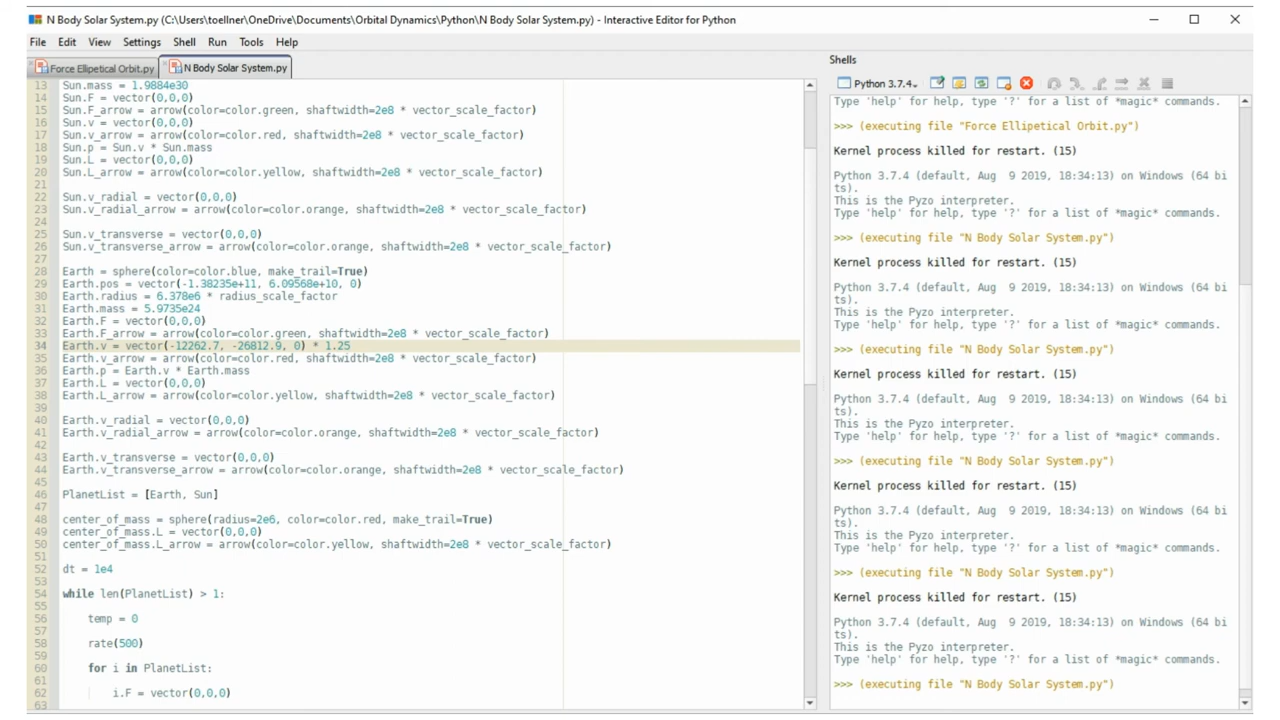 N Body Solar System.py (C:\Users\toellner\OneDrive\Documents\Orbital Dynamics\Python\N Body Solar System.py) - Interactive Editor for Python
File Edit View Settings Shell Run Tools Help
Force Ellipetical Orbit.py
N Body Solar System.py
13 Sun.mass = 1.9884e30
14 Sun.F = vector(0,0,0)
15 Sun.F_arrow = arrow(color=color.green, shaftwidth=2e8 * vector_scale_factor)
16 Sun.v = vector(0,0,0)
17 Sun.v_arrow = arrow(color=color.red, shaftwidth=2e8 * vector_scale_factor)
18 Sun.p = Sun.v * Sun.mass
19 Sun.L = vector(0,0,0)
20 Sun.L_arrow = arrow(color=color.yellow, shaftwidth=2e8 * vector_scale_factor)
21
22 Sun.v_radial = vector(0,0,0)
23 Sun.v_radial_arrow = arrow(color=color.orange, shaftwidth=2e8 * vector_scale_factor)
24
25 Sun.v_transverse = vector(0,0,0)
26 Sun.v_transverse_arrow = arrow(color=color.orange, shaftwidth=2e8 * vector_scale_factor)
27
28 Earth = sphere(color=color.blue, make_trail=True)
29 Earth.pos = vector(-1.38235e+11, 6.09568e+10, 0)
30 Earth.radius = 6.378e6 * radius_scale_factor
31 Earth.mass = 5.9735e24
32 Earth.F = vector(0,0,0)
33 Earth.F_arrow = arrow(color=color.green, shaftwidth=2e8 * vector_scale_factor)
34 Earth.v = vector(-12262.7, -26812.9, 0) * 1.25
35 Earth.v_arrow = arrow(color=color.red, shaftwidth=2e8 * vector_scale_factor)
36 Earth.p = Earth.v * Earth.mass
37 Earth.L = vector(0,0,0)
38 Earth.L_arrow = arrow(color=color.yellow, shaftwidth=2e8 * vector_scale_factor)
39
40 Earth.v_radial = vector(0,0,0)
41 Earth.v_radial_arrow = arrow(color=color.orange, shaftwidth=2e8 * vector_scale_factor)
42
43 Earth.v_transverse = vector(0,0,0)
44 Earth.v_transverse_arrow = arrow(color=color.orange, shaftwidth=2e8 * vector_scale_factor)
45
46 PlanetList = [Earth, Sun]
47
48 center_of_mass = sphere(radius=2e6, color=color.red, make_trail=True)
49 center_of_mass.L = vector(0,0,0)
50 center_of_mass.L_arrow = arrow(color=color.yellow, shaftwidth=2e8 * vector_scale_factor)
51
52 dt = 1e4
53
54 while len(PlanetList) > 1:
55
56 temp = 0
57
58 rate(500)
59
60 for i in PlanetList:
61
62 i.F = vector(0,0,0)
63
Shells
Python 3.7.4
Type 'help' for help, type '?' for a list of *magic* commands.
>>> (executing file "Force Ellipetical Orbit.py")
Kernel process killed for restart. (15)
Python 3.7.4 (default, Aug 9 2019, 18:34:13) on Windows (64 bi
ts).
This is the Pyzo interpreter.
Type 'help' for help, type '?' for a list of *magic* commands.
>>> (executing file "N Body Solar System.py")
Kernel process killed for restart. (15)
Python 3.7.4 (default, Aug 9 2019, 18:34:13) on Windows (64 bi
ts).
This is the Pyzo interpreter.
Type 'help' for help, type '?' for a list of *magic* commands.
>>> (executing file "N Body Solar System.py")
Kernel process killed for restart. (15)
Python 3.7.4 (default, Aug 9 2019, 18:34:13) on Windows (64 bi
ts).
This is the Pyzo interpreter.
Type 'help' for help, type '?' for a list of *magic* commands.
>>> (executing file "N Body Solar System.py")
Kernel process killed for restart. (15)
Python 3.7.4 (default, Aug 9 2019, 18:34:13) on Windows (64 bi
ts).
This is the Pyzo interpreter.
Type 'help' for help, type '?' for a list of *magic* commands.
>>> (executing file "N Body Solar System.py")
Kernel process killed for restart. (15)
Python 3.7.4 (default, Aug 9 2019, 18:34:13) on Windows (64 bi
ts).
This is the Pyzo interpreter.
Type 'help' for help, type '?' for a list of *magic* commands.
>>> (executing file "N Body Solar System.py")